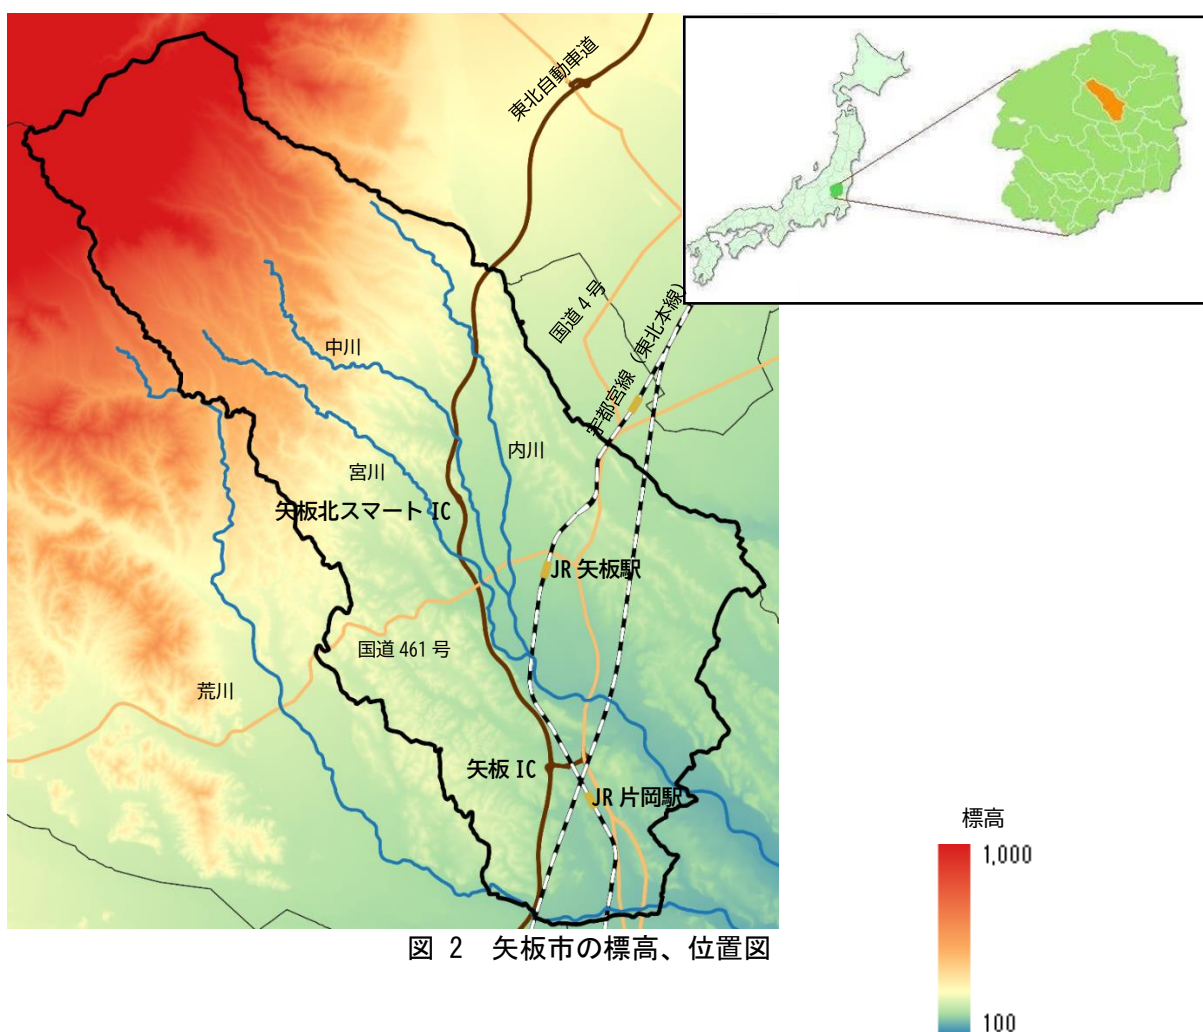 東北自動車道
国道4号
宇都宮線（東北本線）
中川
内川
宮川
矢板北スマート IC
JR 矢板駅
国道 461 号
荒川
矢板 IC
JR 片岡駅
標高
1,000
100
図 2　矢板市の標高、位置図